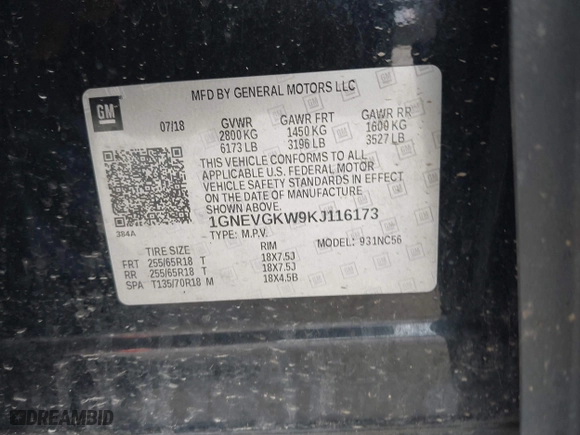 MFD BY GENERAL MOTORS LLC
GM
07/18 GVWR GAWR FRT GAWR RR
2800 KG 1450 KG 1600 KG
6173 LB 3196 LB 3527 LB
THIS VEHICLE CONFORMS TO ALL
APPLICABLE U.S. FEDERAL MOTOR
VEHICLE SAFETY STANDARDS IN EFFECT
ON THE DATE OF MANUFACTURE
SHOWN ABOVE.
384A 1GNEVGKW9KJ116173
TYPE: M.P.V. MODEL: 931NC56
TIRE SIZE RIM
FRT 255/65R18 T 18X7.5J
RR 255/65R18 T 18X7.5J
SPA T135/70R18 M 18X4.5B
DREAMBID